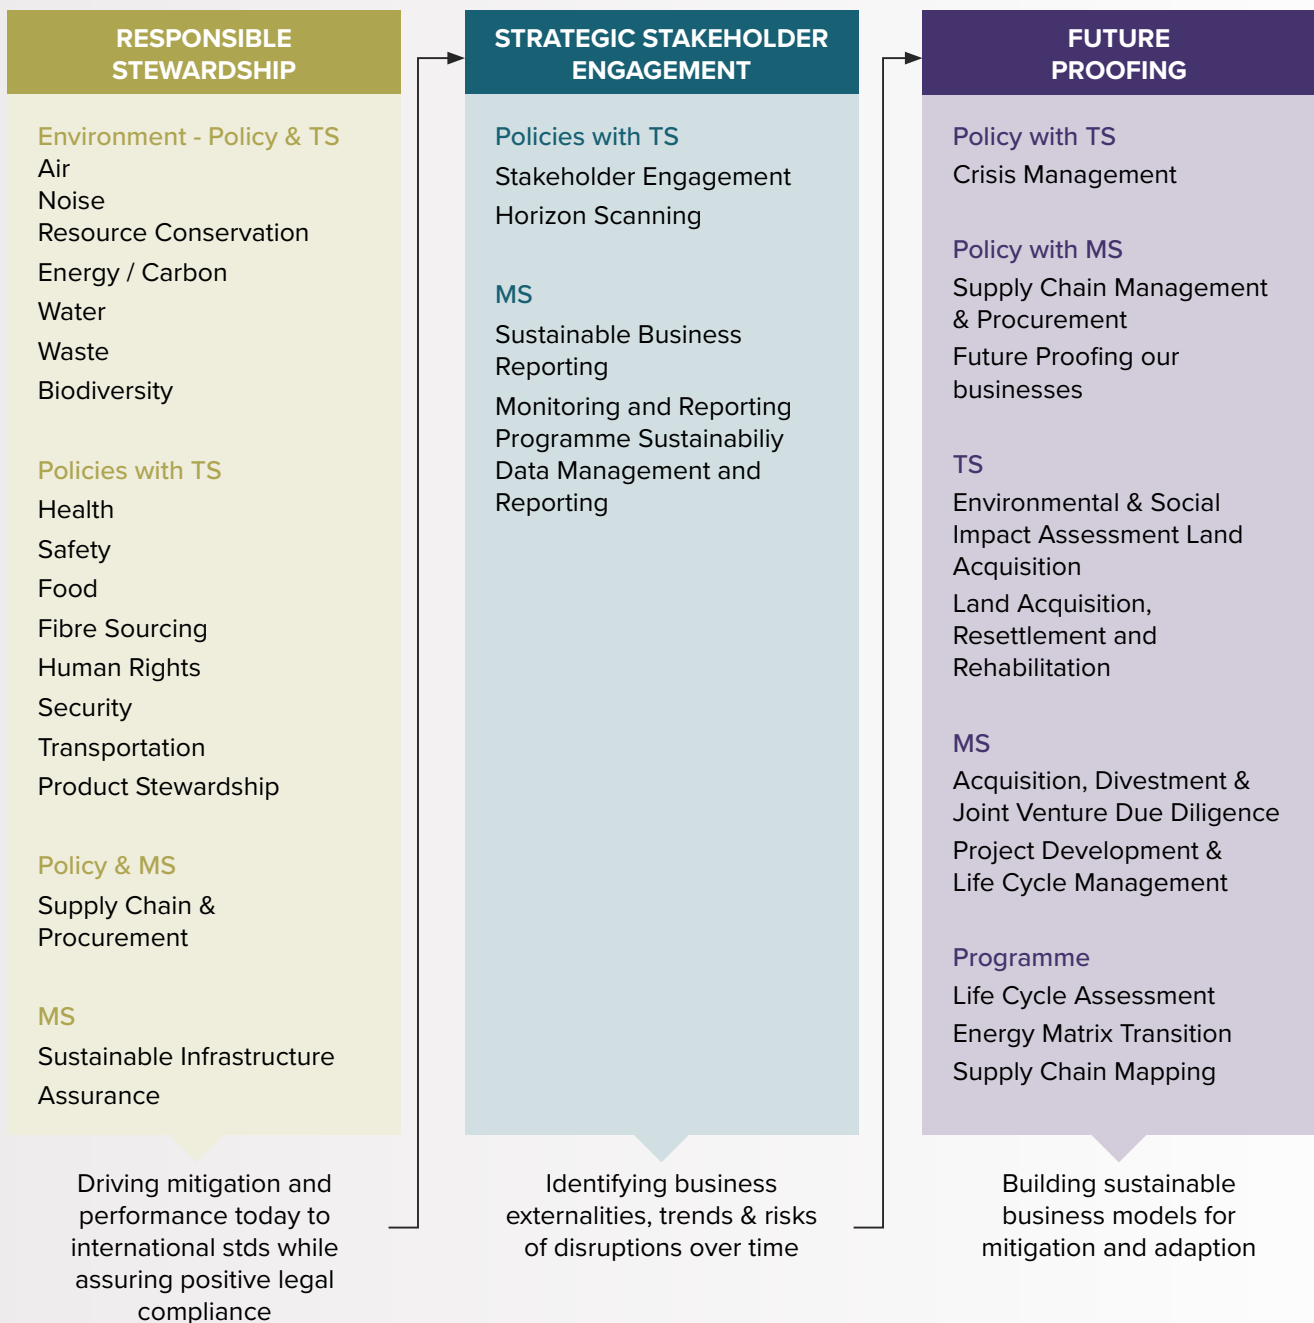 RESPONSIBLE
STEWARDSHIP
Environment - Policy & TS
Air
Noise
Resource Conservation
Energy / Carbon
Water
Waste
Biodiversity
Policies with TS
Health
Safety
Food
Fibre Sourcing
Human Rights
Security
Transportation
Product Stewardship
Policy & MS
Supply Chain &
Procurement
MS
Sustainable Infrastructure
Assurance
Driving mitigation and
performance today to
international stds while
assuring positive legal
compliance
STRATEGIC STAKEHOLDER
ENGAGEMENT
Policies with TS
Stakeholder Engagement
Horizon Scanning
MS
Sustainable Business
Reporting
Monitoring and Reporting
Programme Sustainabiliy
Data Management and
Reporting
Identifying business
externalities, trends & risks
of disruptions over time
FUTURE
PROOFING
Policy with TS
Crisis Management
Policy with MS
Supply Chain Management
& Procurement
Future Proofing our
businesses
TS
Environmental & Social
Impact Assessment Land
Acquisition
Land Acquisition,
Resettlement and
Rehabilitation
MS
Acquisition, Divestment &
Joint Venture Due Diligence
Project Development &
Life Cycle Management
Programme
Life Cycle Assessment
Energy Matrix Transition
Supply Chain Mapping
Building sustainable
business models for
mitigation and adaption